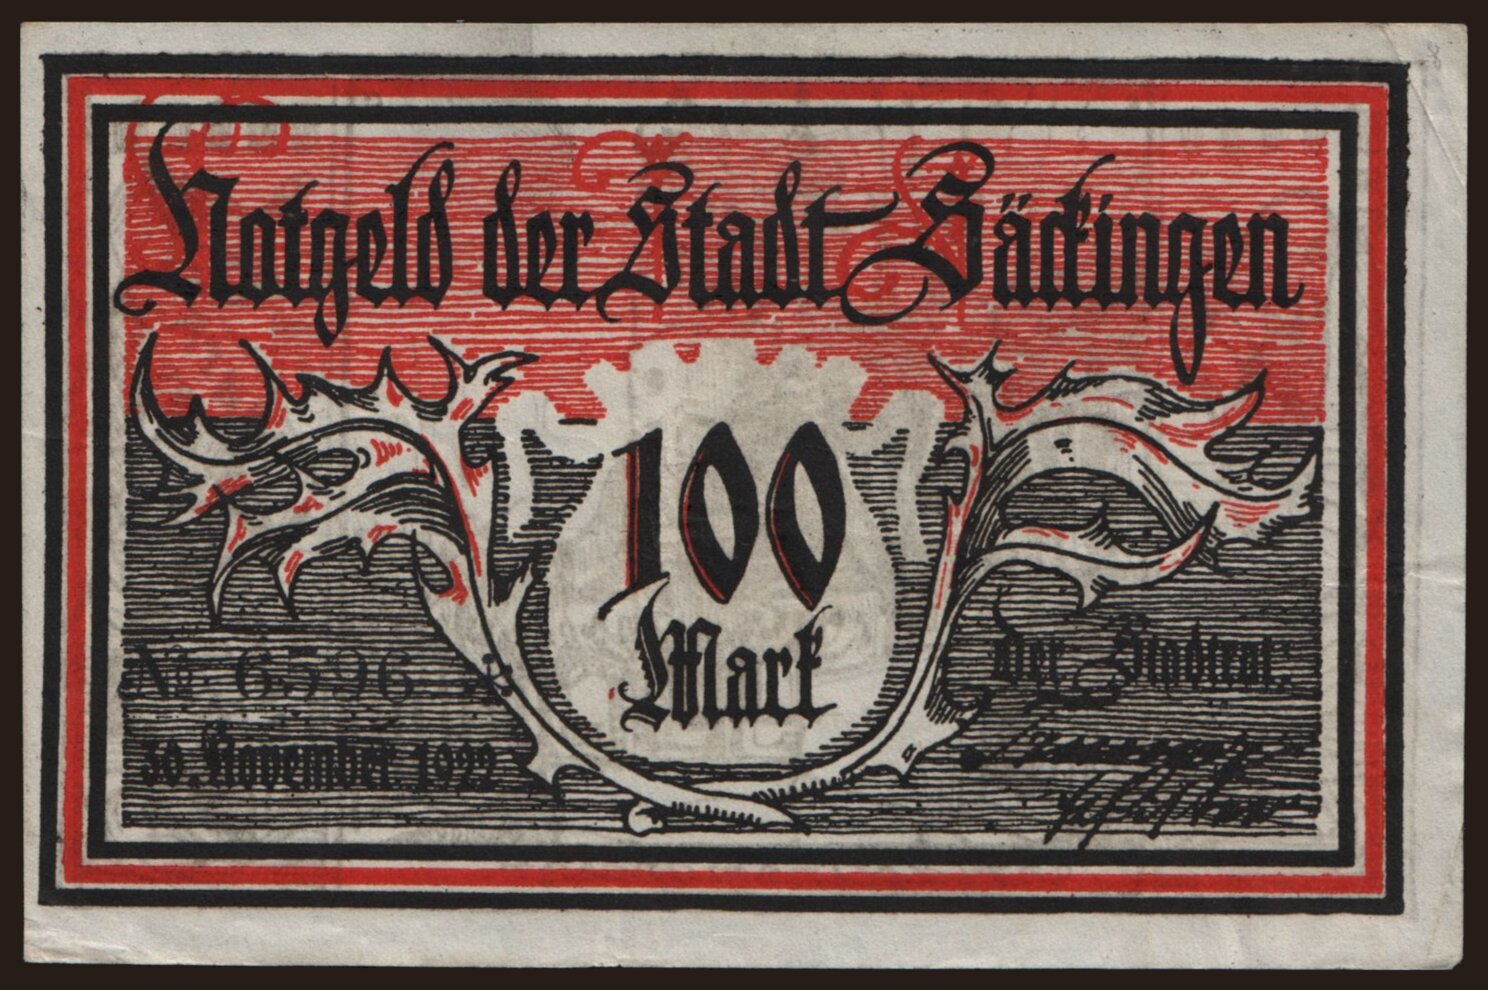 Notgeld der Stadt Säckingen
100
Mark
№ 6596
30. November 1922
Der Stadtrat: